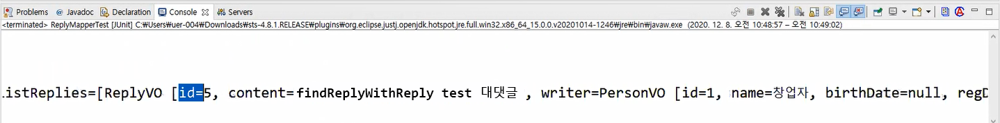 Problems @ Javadoc Declaration Console Servers
<terminated> ReplyMapperTest [JUnit] C:₩Users₩uer-004₩Downloads₩sts-4.8.1.RELEASE₩plugins₩org.eclipse.justj.openjdk.hotspot.jre.full.win32.x86_64_15.0.0.v20201014-1246₩jre₩bin₩javaw.exe (2020. 12. 8. 오전 10:48:57 – 오전 10:49:02)
istReplies=[ReplyVO [id=5, content=findReplyWithReply test 대댓글 , writer=PersonVO [id=1, name=창업자, birthDate=null, regD